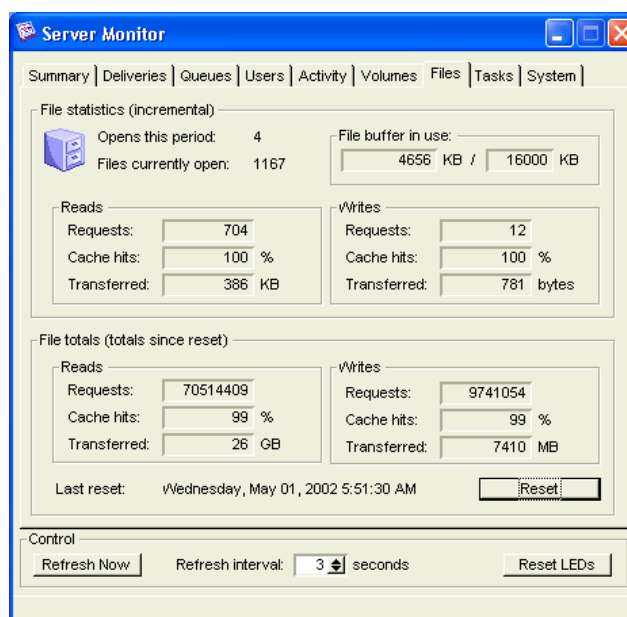 Server Monitor
Summary Deliveries Queues Users Activity Volumes Files Tasks System
File statistics (incremental)
Opens this period: 4
Files currently open: 1167
File buffer in use:
4656 KB / 16000 KB
Reads
Requests: 704
Cache hits: 100 %
Transferred: 386 KB
Writes
Requests: 12
Cache hits: 100 %
Transferred: 781 bytes
File totals (totals since reset)
Reads
Requests: 70514409
Cache hits: 99 %
Transferred: 26 GB
Writes
Requests: 9741054
Cache hits: 99 %
Transferred: 7410 MB
Last reset: Wednesday, May 01, 2002 5:51:30 AM Reset
Control
Refresh Now Refresh interval: 3 seconds Reset LEDs